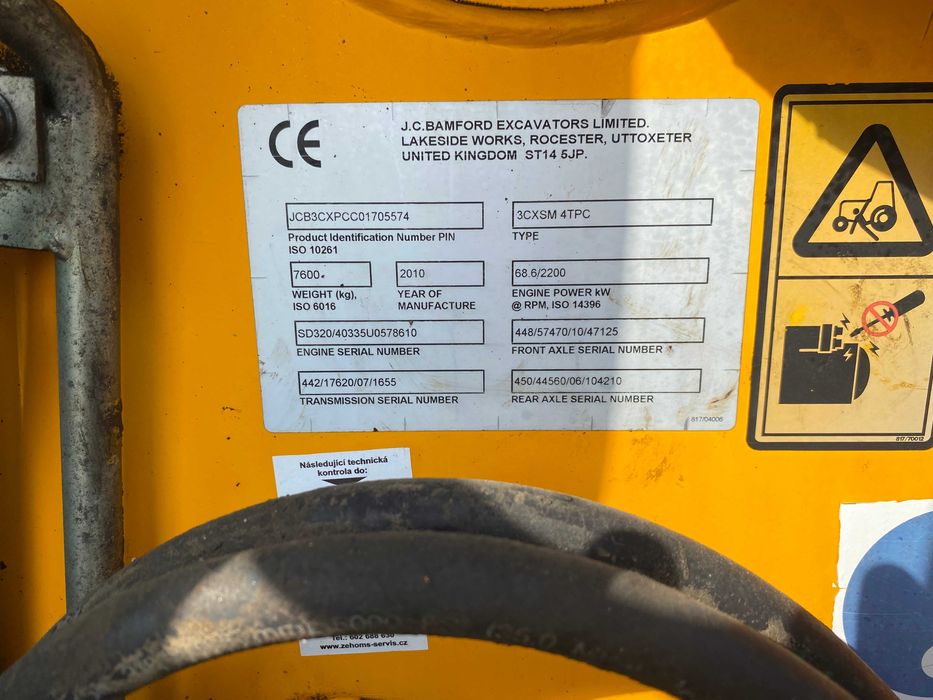 CE
J.C.BAMFORD EXCAVATORS LIMITED.
LAKESIDE WORKS, ROCESTER, UTTOXETER
UNITED KINGDOM ST14 5JP.
JCB3CXPCC01705574
Product Identification Number PIN
ISO 10261
3CXSM 4TPC
TYPE
7600
WEIGHT (kg),
ISO 6016
2010
YEAR OF
MANUFACTURE
68.6/2200
ENGINE POWER kW
@ RPM, ISO 14396
SD320/40335U0578610
ENGINE SERIAL NUMBER
448/57470/10/47125
FRONT AXLE SERIAL NUMBER
442/17620/07/1655
TRANSMISSION SERIAL NUMBER
450/44560/06/104210
REAR AXLE SERIAL NUMBER
817/04006
817/70012
Následující technická
kontrola do:
Tel.: 602 688 630
www.zehoms-servis.cz